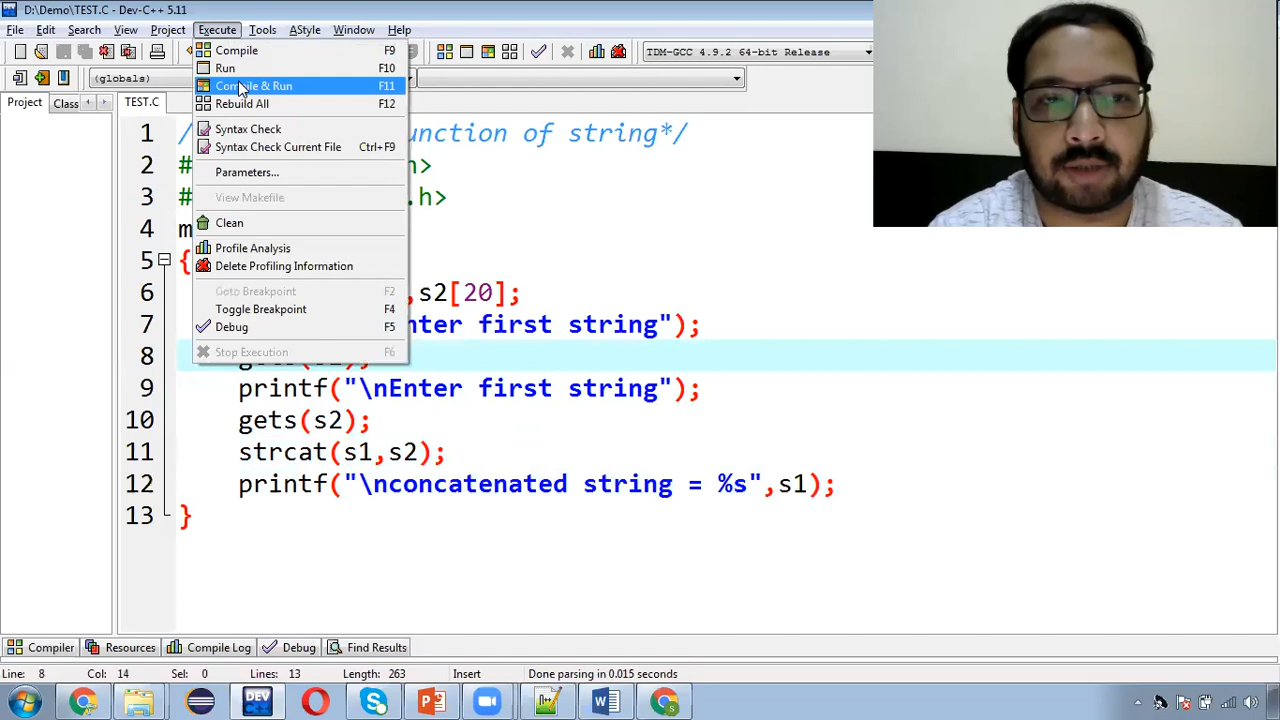 D:\Demo\TEST.C - Dev-C++ 5.11
File Edit Search View Project Execute Tools AStyle Window Help
TDM-GCC 4.9.2 64-bit Release
(globals)
Project Class TEST.C
Compile F9
Run F10
Compile & Run F11
Rebuild All F12
Syntax Check
Syntax Check Current File Ctrl+F9
Parameters...
View Makefile
Clean
Profile Analysis
Delete Profiling Information
Goto Breakpoint F2
Toggle Breakpoint F4
Debug F5
Stop Execution F6
1 / unction of string*/
2 # h>
3 # .h>
4 m
5 {
6 ,s2[20];
7 nter first string");
8
9 printf("\nEnter first string");
10 gets(s2);
11 strcat(s1,s2);
12 printf("\nconcatenated string = %s",s1);
13 }
Compiler Resources Compile Log Debug Find Results
Line: 8 Col: 14 Sel: 0 Lines: 13 Length: 263 Insert Done parsing in 0.015 seconds
DEV C++